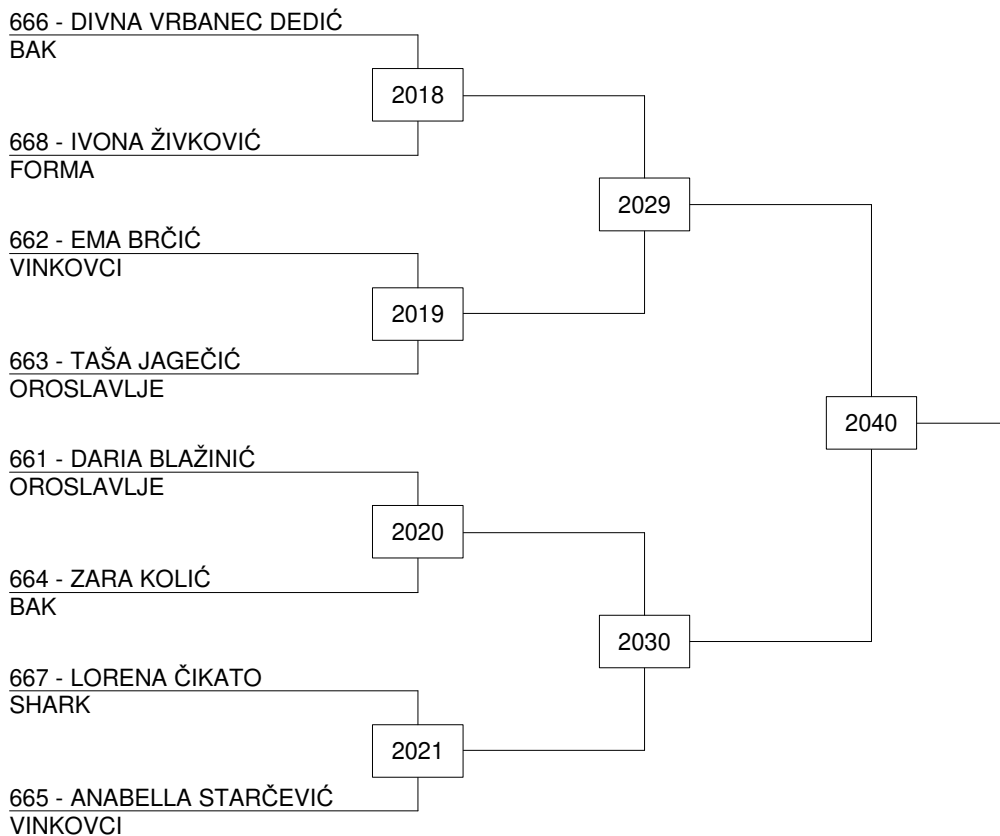 666 - DIVNA VRBANEC DEDIĆ
BAK
2018
668 - IVONA ŽIVKOVIĆ
FORMA
2029
662 - EMA BRČIĆ
VINKOVCI
2019
663 - TAŠA JAGEČIĆ
OROSLAVLJE
2040
661 - DARIA BLAŽINIĆ
OROSLAVLJE
2020
664 - ZARA KOLIĆ
BAK
2030
667 - LORENA ČIKATO
SHARK
2021
665 - ANABELLA STARČEVIĆ
VINKOVCI